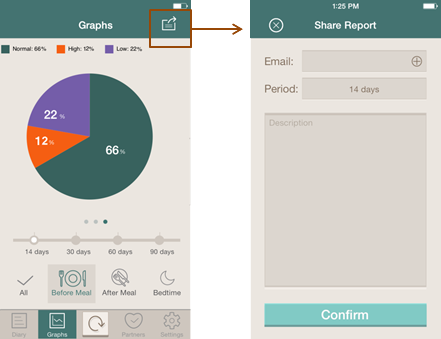 Graphs
Normal: 66% High: 12% Low: 22%
22 %
12 %
66 %
14 days 30 days 60 days 90 days
All Before Meal After Meal Bedtime
Diary Graphs Partners Settings
1:25 PM
Share Report
Email:
Period: 14 days
Description
Confirm